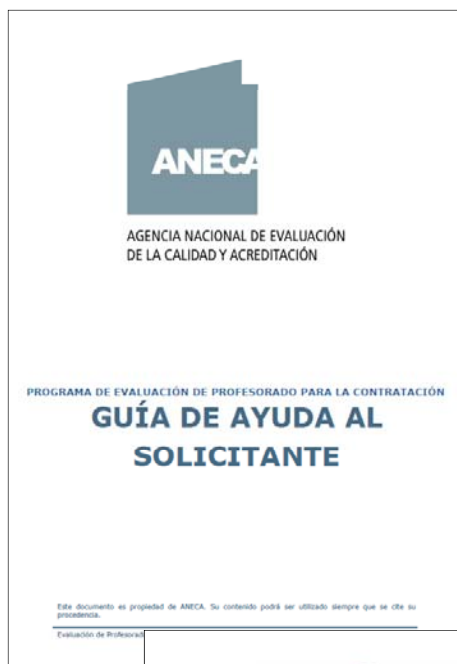 ANECA
AGENCIA NACIONAL DE EVALUACIÓN
DE LA CALIDAD Y ACREDITACIÓN
PROGRAMA DE EVALUACIÓN DE PROFESORADO PARA LA CONTRATACIÓN
GUÍA DE AYUDA AL
SOLICITANTE
Este documento es propiedad de ANECA. Su contenido podrá ser utilizado siempre que se cite su
procedencia.
Evaluación de Profesorad